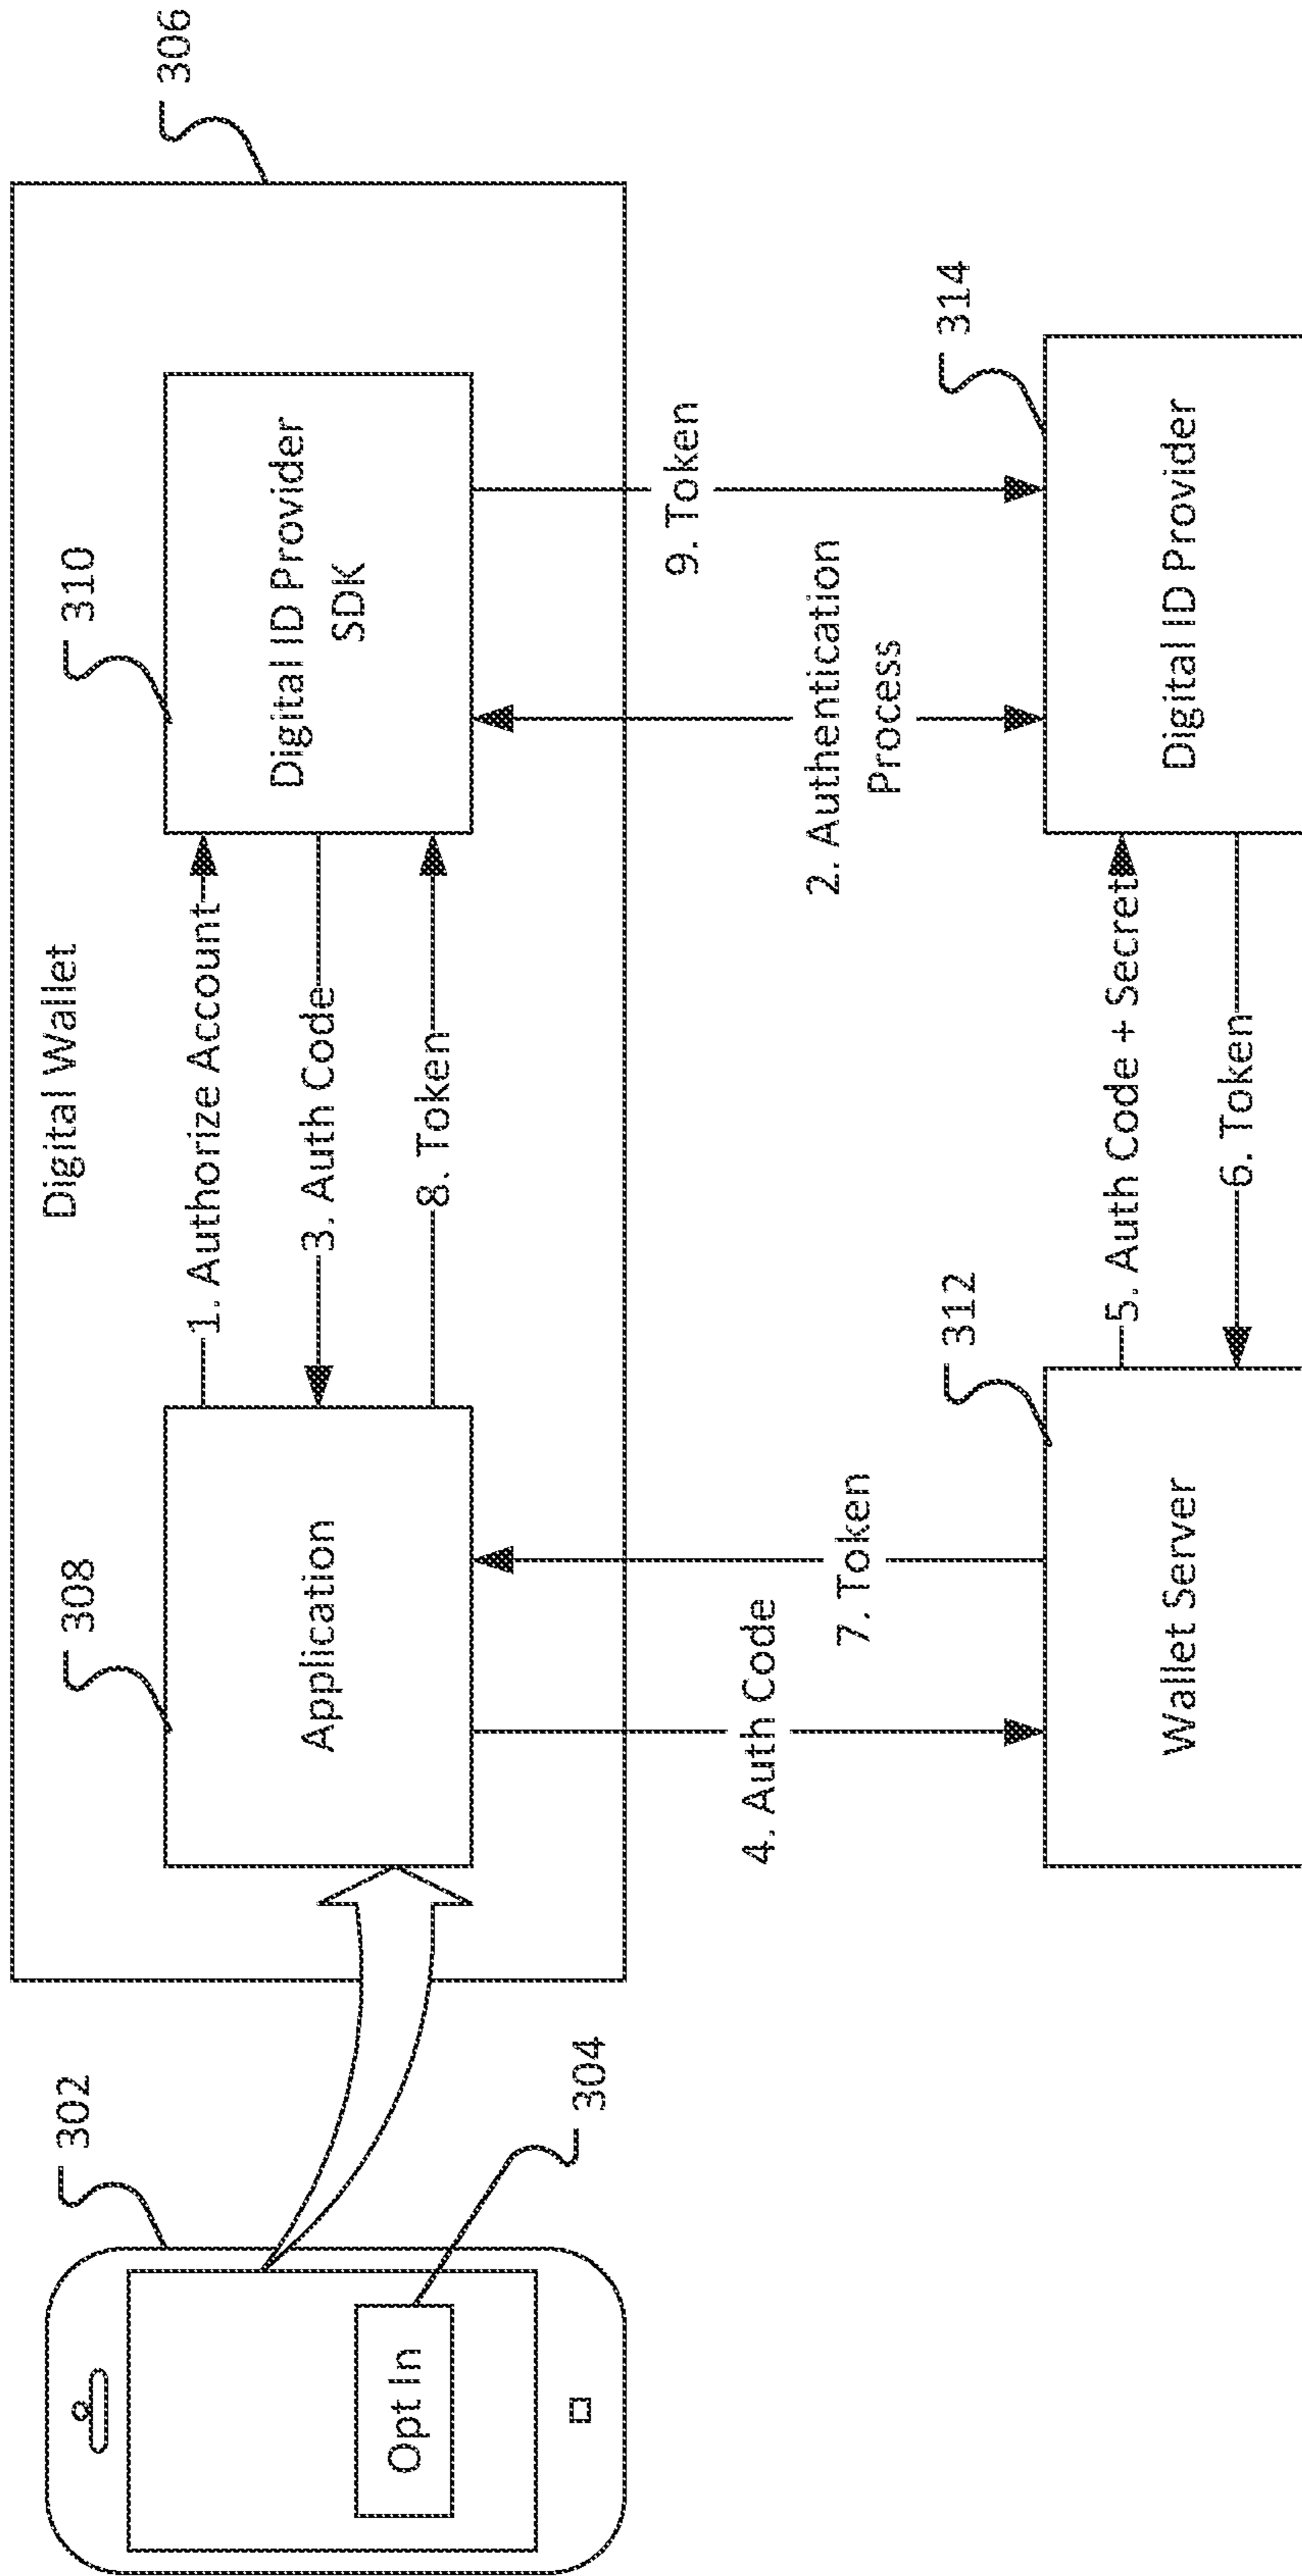 302
Opt In
304
Digital Wallet
306
308
Application
310
Digital ID Provider
SDK
1. Authorize Account
3. Auth Code
8. Token
4. Auth Code
7. Token
2. Authentication
Process
9. Token
312
Wallet Server
5. Auth Code + Secret
6. Token
314
Digital ID Provider